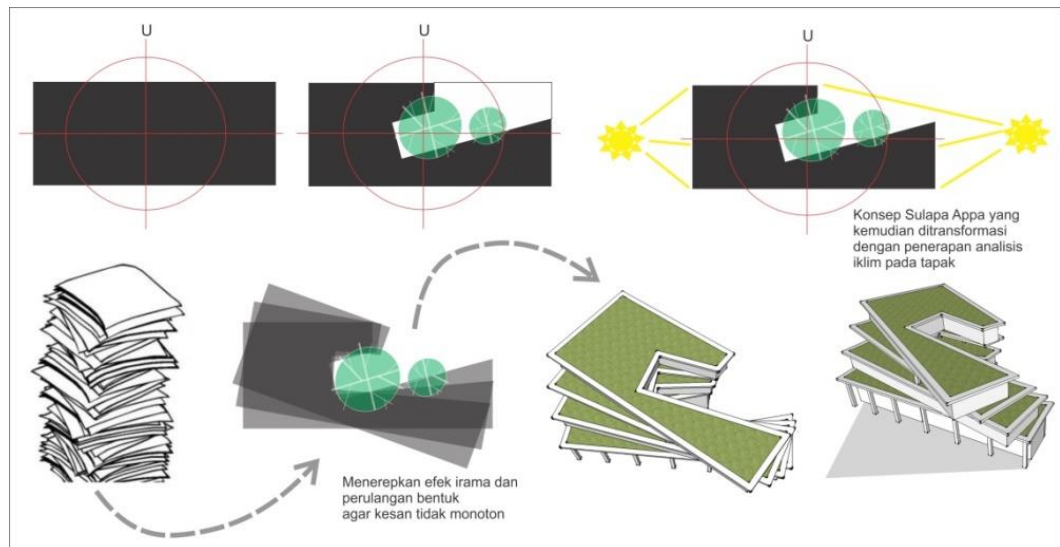 U
U
U
Konsep Sulapa Appa yang
kemudian ditransformasi
dengan penerapan analisis
iklim pada tapak
Menerepkan efek irama dan
perulangan bentuk
agar kesan tidak monoton